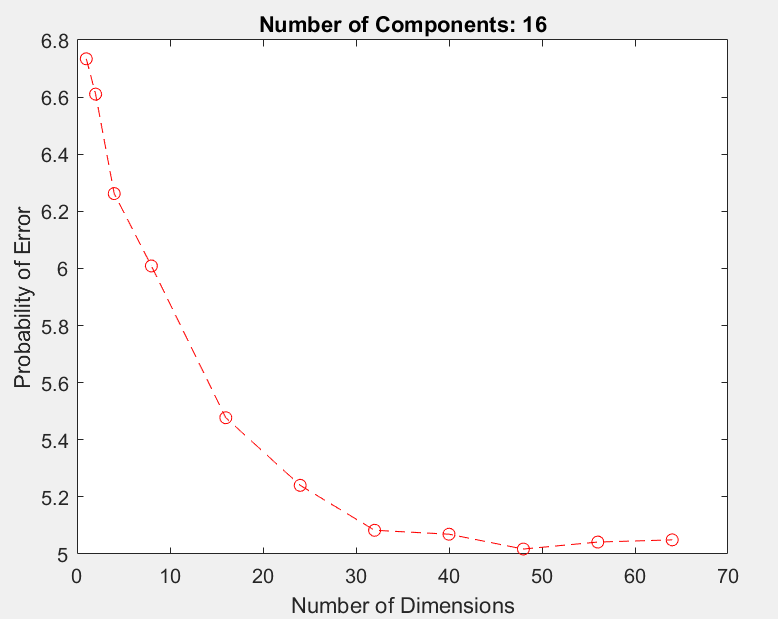 Number of Components: 16
6.8
6.6
6.4
6.2
6
5.8
5.6
5.4
5.2
5
Probability of Error
0 10 20 30 40 50 60 70
Number of Dimensions